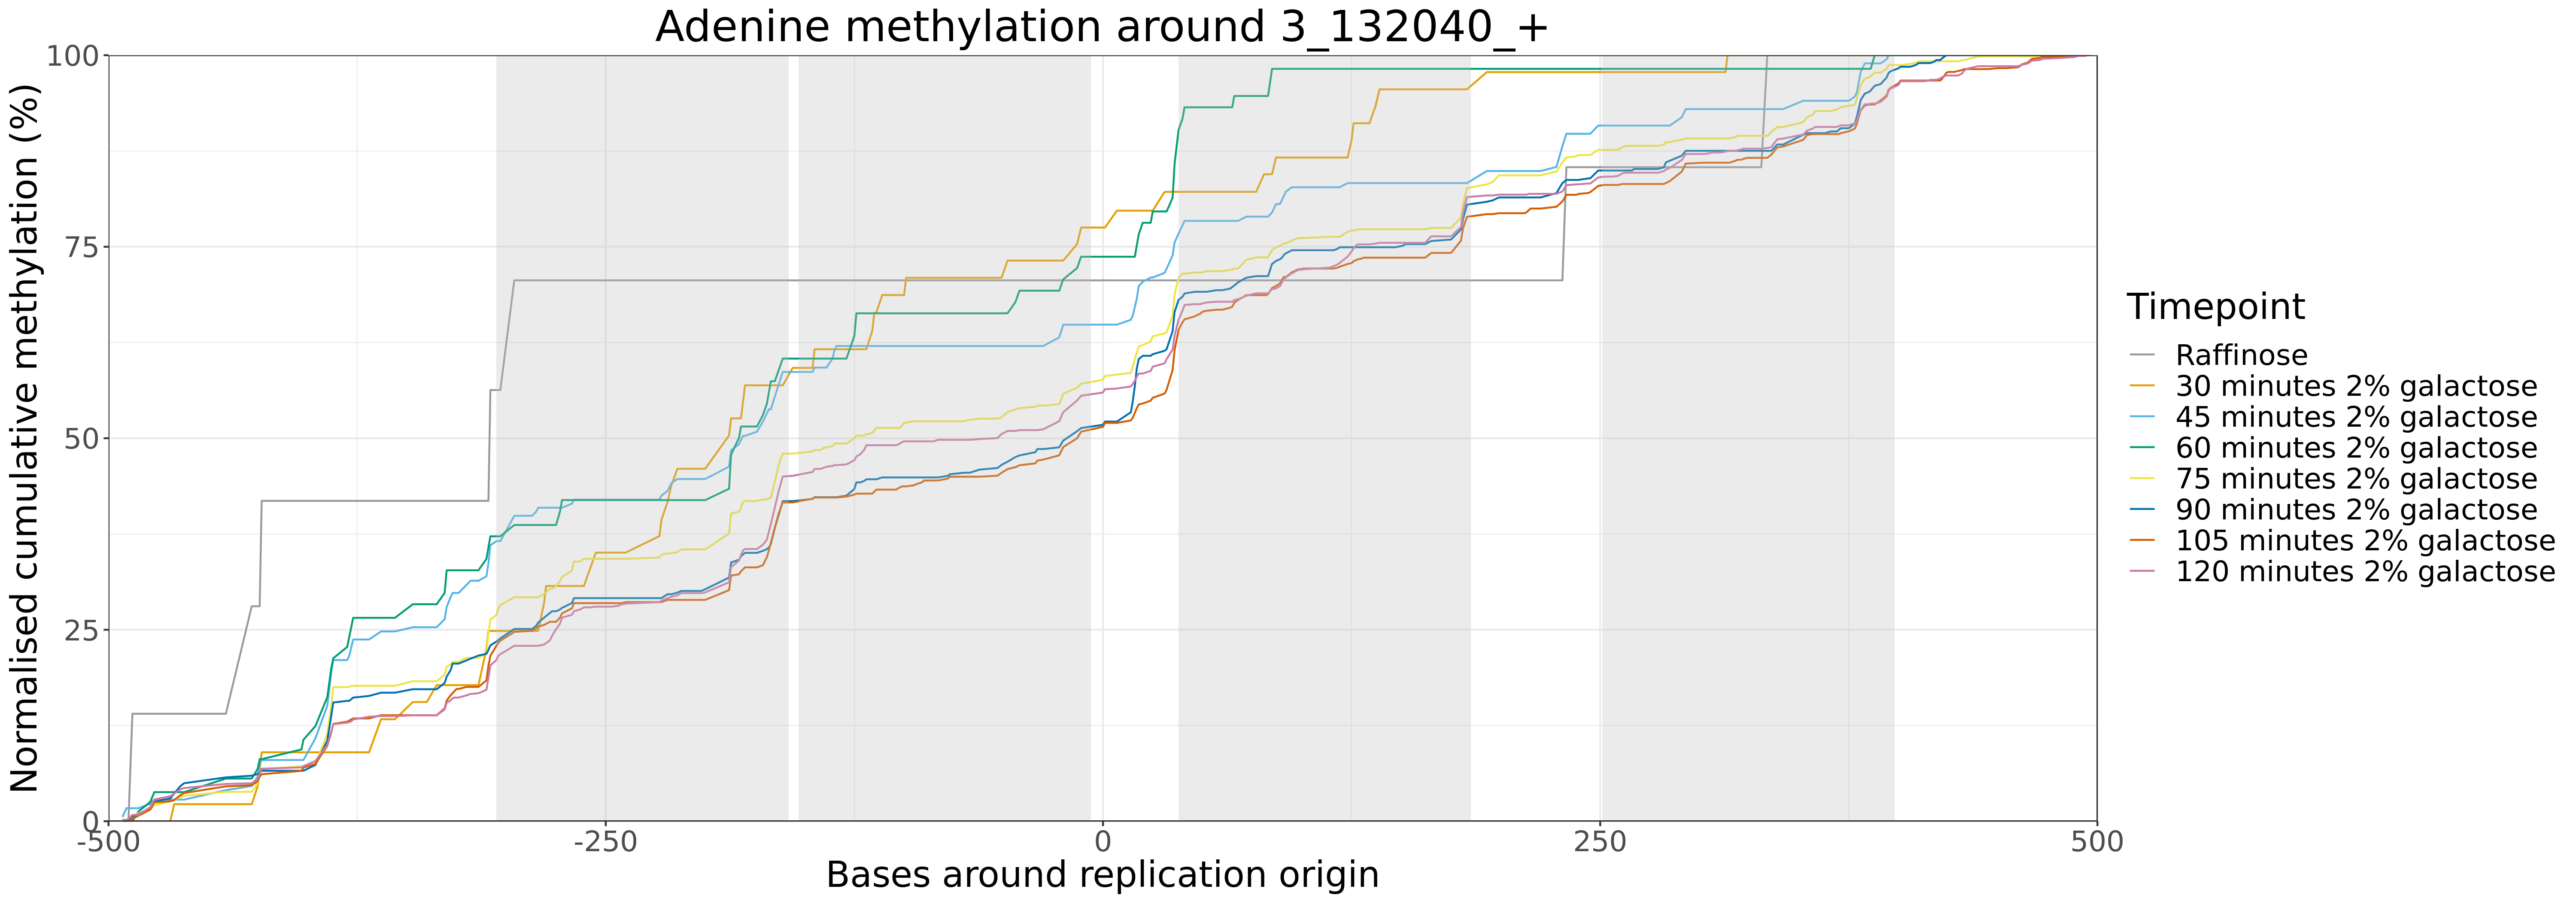 Adenine methylation around 3_132040_+
Normalised cumulative methylation (%)
100
75
50
25
0
-500
-250
0
250
500
Bases around replication origin
Timepoint
Raffinose
30 minutes 2% galactose
45 minutes 2% galactose
60 minutes 2% galactose
75 minutes 2% galactose
90 minutes 2% galactose
105 minutes 2% galactose
120 minutes 2% galactose